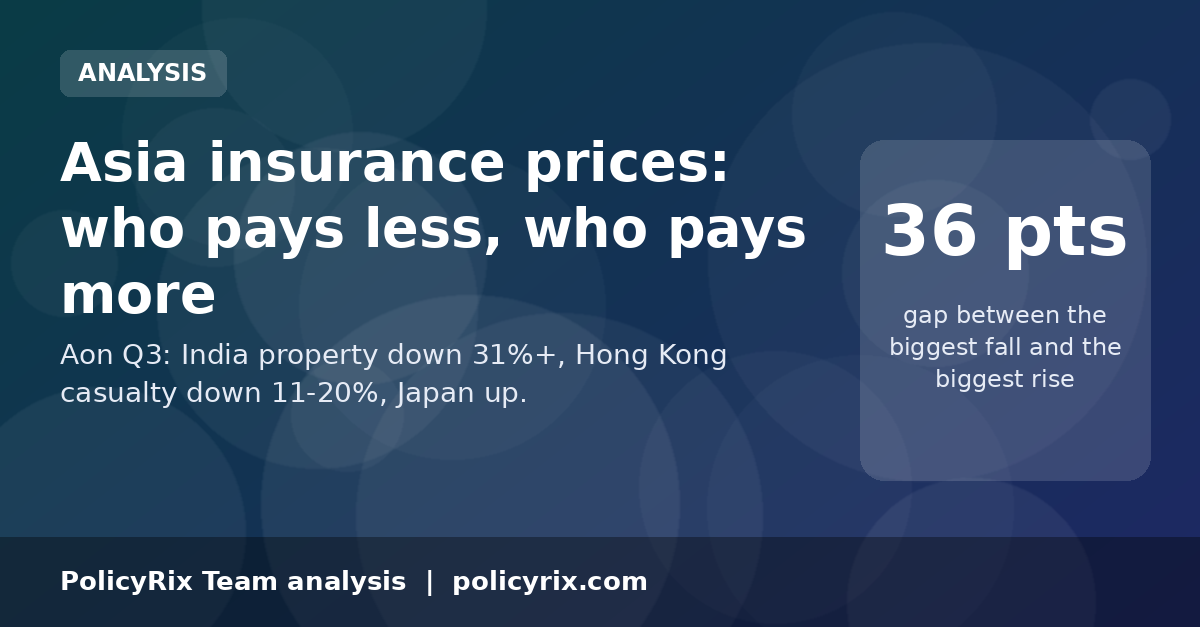 ANALYSIS
Asia insurance prices:
who pays less, who pays
more
Aon Q3: India property down 31%+, Hong Kong
casualty down 11-20%, Japan up.
36 pts
gap between the
biggest fall and the
biggest rise
PolicyRix Team analysis | policyrix.com